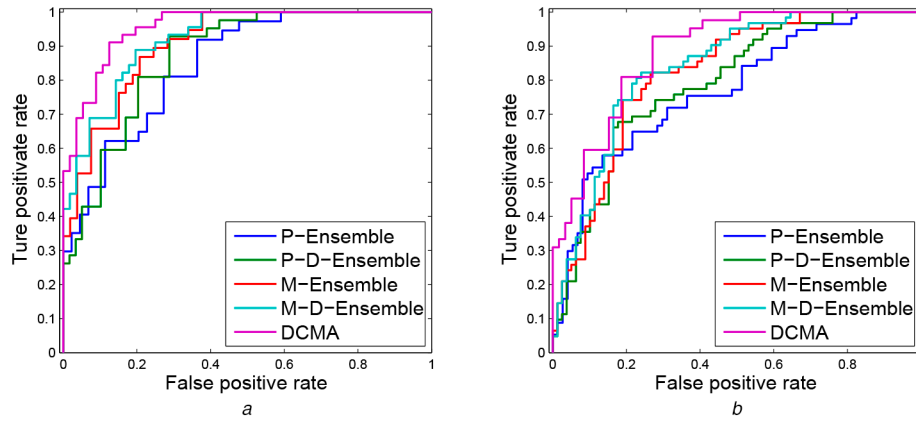 Ture positivate rate
1
0.9
0.8
0.7
0.6
0.5
0.4
0.3
0.2
0.1
0
P-Ensemble
P-D-Ensemble
M-Ensemble
M-D-Ensemble
DCMA
0 0.2 0.4 0.6 0.8 1
False positive rate
a
Ture positivate rate
1
0.9
0.8
0.7
0.6
0.5
0.4
0.3
0.2
0.1
0
P-Ensemble
P-D-Ensemble
M-Ensemble
M-D-Ensemble
DCMA
0 0.2 0.4 0.6 0.8
False positive rate
b